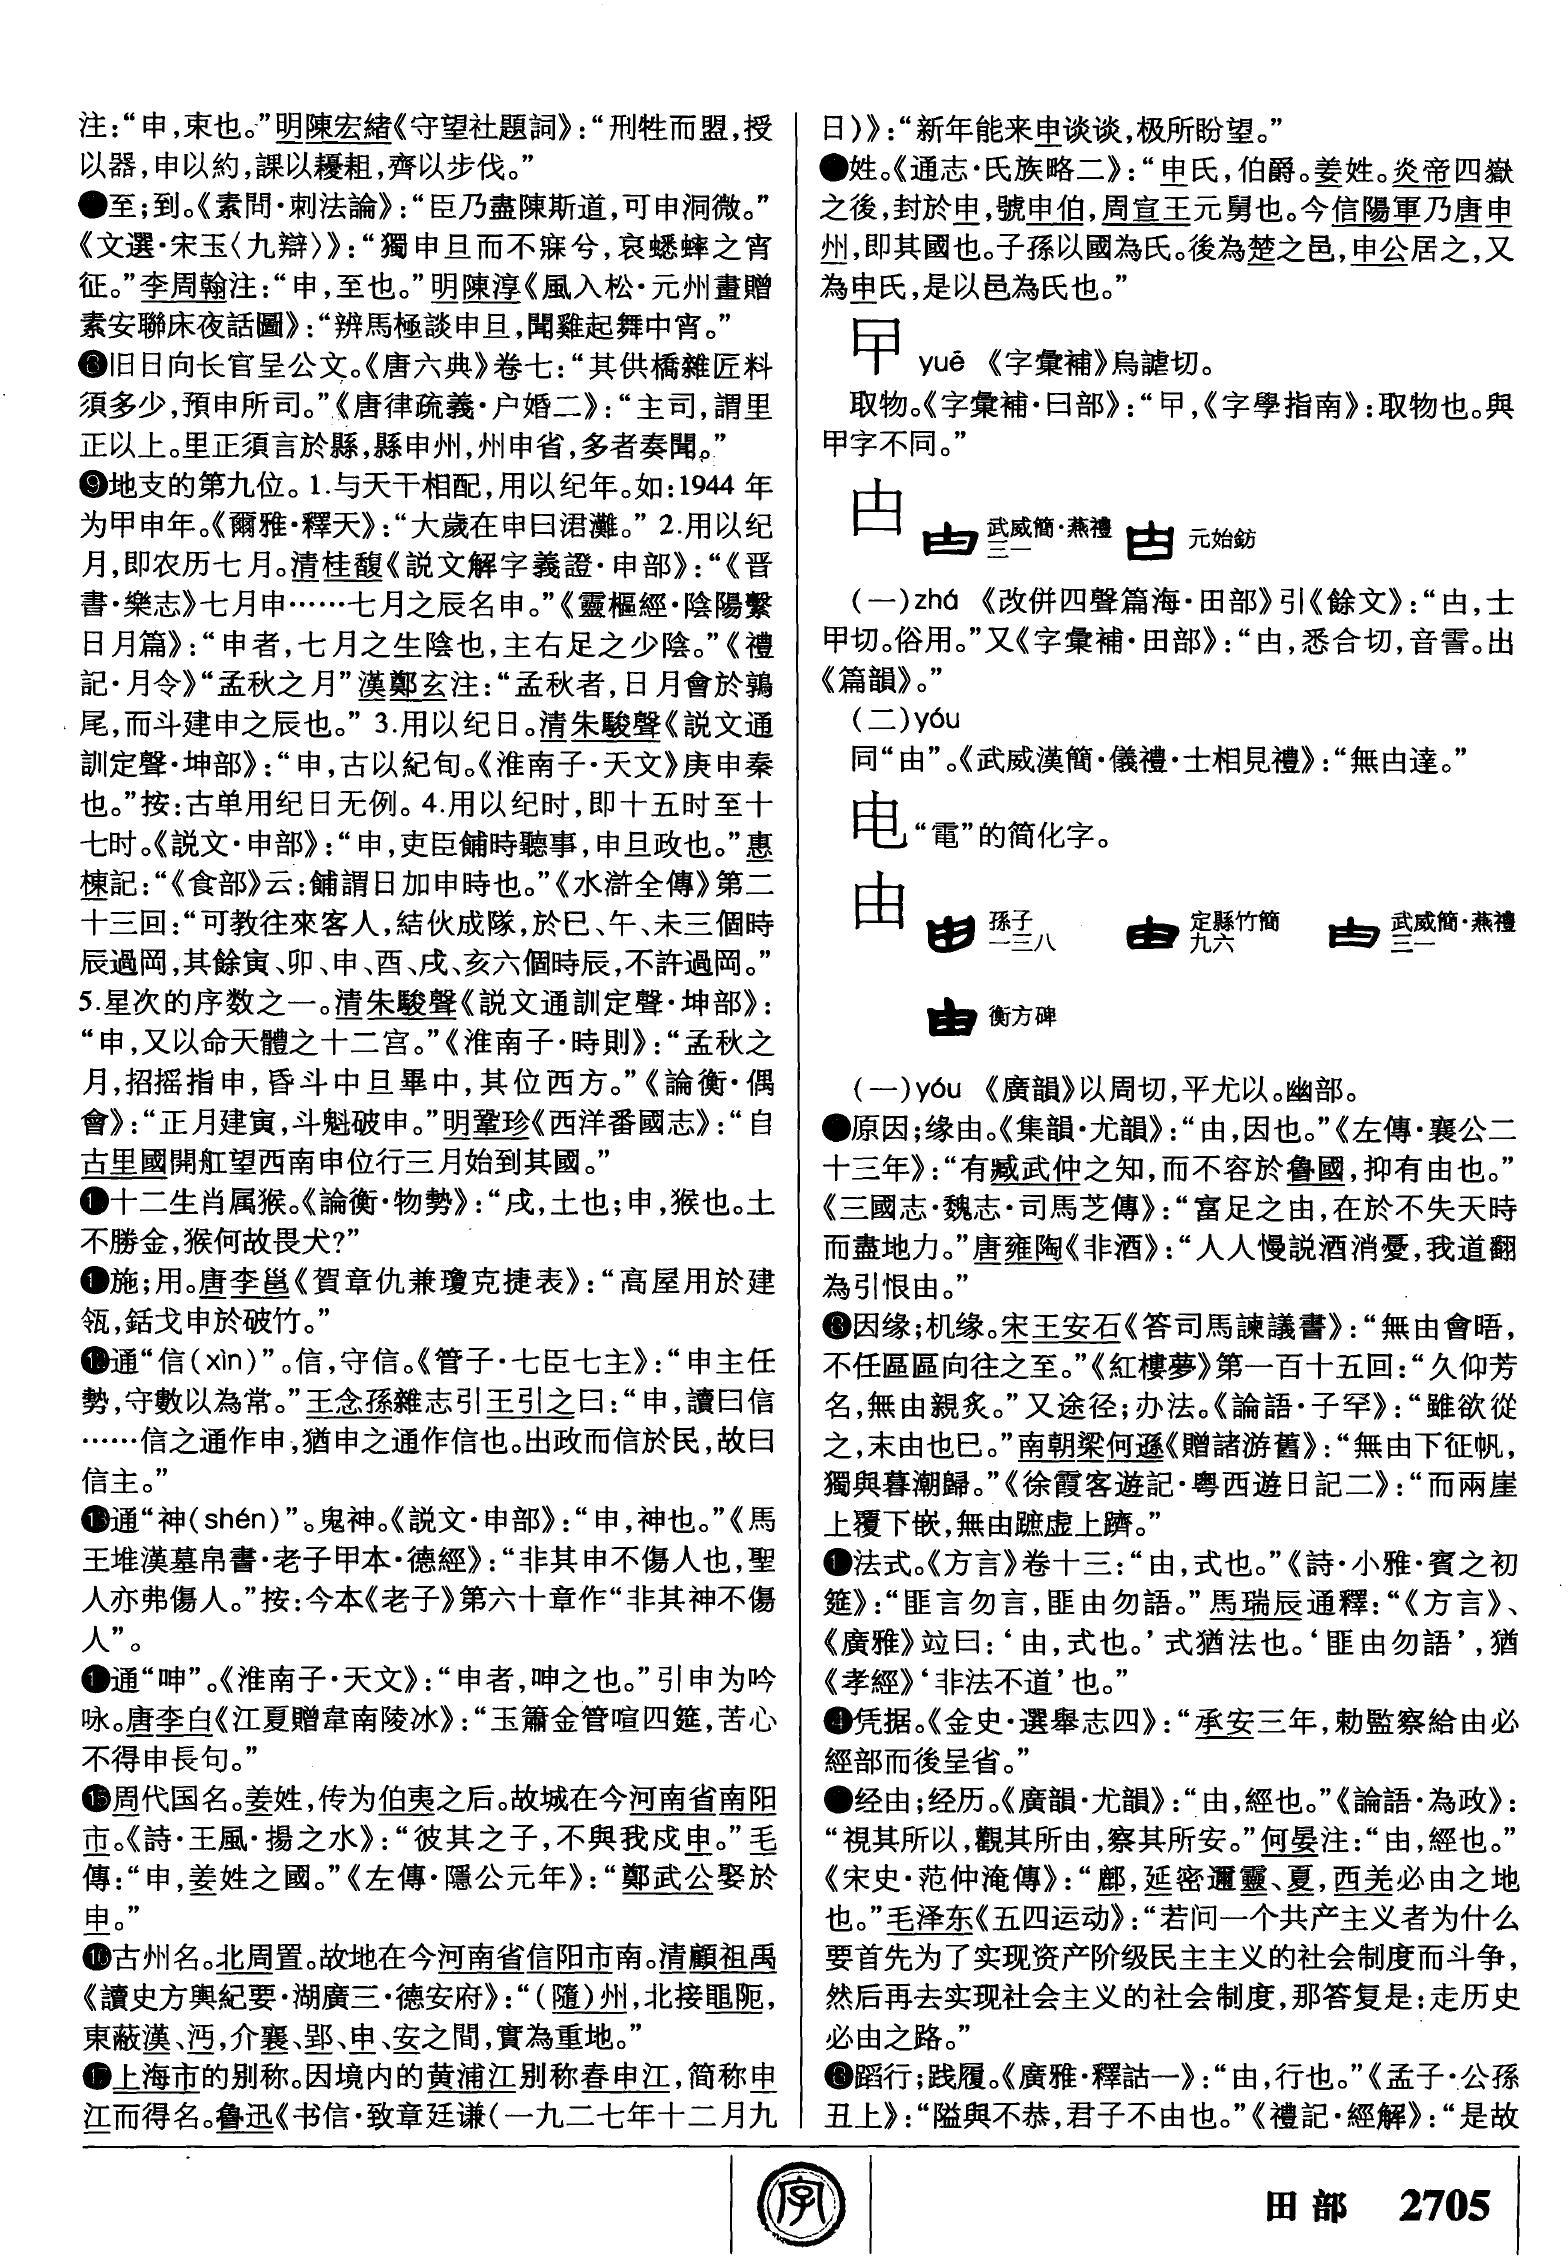 注：“申，束也。”明陳宏緒《守望社題詞》：“刑牲而盟，授
以器，申以約，課以耰耝，齊以步伐。”
至；到。《素問·刺法論》：“臣乃盡陳斯道，可申洞微。”
《文選·宋玉〈九辯〉》：“獨申旦而不寐兮，哀蟋蟀之宵
征。”李周翰注：“申，至也。”明陳淳《風入松·元州畫贈
素安聯床夜話圖》：“辨馬極談申旦，聞雞起舞中宵。”
旧日向长官呈公文。《唐六典》卷七：“其供橋雜匠料
須多少，預申所司。”《唐律疏義·户婚二》：“主司，謂里
正以上。里正須言於縣，縣申州，州申省，多者奏聞。”
⑨地支的第九位。1.与天干相配，用以纪年。如：1944年
为甲申年。《爾雅·釋天》：“大歲在申曰涒灘。”2.用以纪
月，即农历七月。清桂馥《説文解字義證·申部》：“《晋
書·樂志》七月申……七月之辰名申。”《靈樞經·陰陽繫
日月篇》：“申者，七月之生陰也，主右足之少陰。”《禮
記·月令》“孟秋之月”漢鄭玄注：“孟秋者，日月會於鶉
尾，而斗建申之辰也。”3.用以纪日。清朱駿聲《説文通
訓定聲·坤部》：“申，古以紀旬。《淮南子·天文》庚申秦
也。”按：古单用纪日无例。4.用以纪时，即十五时至十
七时。《説文·申部》：“申，吏臣餔時聽事，申旦政也。”惠
棟記：“《食部》云：餔謂日加申時也。”《水滸全傳》第二
十三回：“可教往來客人，結伙成隊，於巳、午、未三個時
辰過岡，其餘寅、卯、申、酉、戌、亥六個時辰，不許過岡。”
5.星次的序数之一。清朱駿聲《説文通訓定聲·坤部》：
“申，又以命天體之十二宫。”《淮南子·時則》：“孟秋之
月，招摇指申，昏斗中旦畢中，其位西方。”《論衡·偶
會》：“正月建寅，斗魁破申。”明鞏珍《西洋番國志》：“自
古里國開舡望西南申位行三月始到其國。”
十二生肖属猴。《論衡·物勢》：“戌，土也；申，猴也。土
不勝金，猴何故畏犬？”
施；用。唐李邕《賀章仇兼瓊克捷表》：“高屋用於建
瓴，銛戈申於破竹。”
⑫通“信(xìn)”。信，守信。《管子·七臣七主》：“申主任
勢，守數以為常。”王念孫雜志引王引之曰：“申，讀曰信
……信之通作申，猶申之通作信也。出政而信於民，故曰
信主。”
⑬通“神(shén)”。鬼神。《説文·申部》：“申，神也。”《馬
王堆漢墓帛書·老子甲本·德經》：“非其申不傷人也，聖
人亦弗傷人。”按：今本《老子》第六十章作“非其神不傷
人”。
通“呻”。《淮南子·天文》：“申者，呻之也。”引申为吟
咏。唐李白《江夏贈韋南陵冰》：“玉簫金管喧四筵，苦心
不得申長句。”
⑮周代国名。姜姓，传为伯夷之后。故城在今河南省南阳
市。《詩·王風·揚之水》：“彼其之子，不與我戍申。”毛
傳：“申，姜姓之國。”《左傳·隱公元年》：“鄭武公娶於
申。”
⑯古州名。北周置。故地在今河南省信阳市南。清顧祖禹
《讀史方輿紀要·湖廣三·德安府》：“(隨)州，北接黽阨，
東蔽漢、沔，介襄、郢、申、安之間，實為重地。”
⑰上海市的别称。因境内的黄浦江别称春申江，简称申
江而得名。鲁迅《书信·致章廷谦（一九二七年十二月九
日）》：“新年能来申谈谈，极所盼望。”
姓。《通志·氏族略二》：“申氏，伯爵。姜姓。炎帝四嶽
之後，封於申，號申伯，周宣王元舅也。今信陽軍乃唐申
州，即其國也。子孫以國為氏。後為楚之邑，申公居之，又
為申氏，是以邑為氏也。”
yuē 《字彙補》烏謔切。
取物。《字彙補·曰部》：“曱，《字學指南》：取物也。與
甲字不同。”
甴
武威簡·燕禮
三一
元始鈁
(一)zhá 《改併四聲篇海·田部》引《餘文》：“甴，士
甲切。俗用。”又《字彙補·田部》：“甴，悉合切，音霅。出
《篇韻》。”
(二)yóu
同“由”。《武威漢簡·儀禮·士相見禮》：“無甴達。”
电 “電”的简化字。
由
孫子
一三八
定縣竹簡
九六
武威簡·燕禮
三一
衡方碑
(一)yóu 《廣韻》以周切，平尤以。幽部。
原因；缘由。《集韻·尤韻》：“由，因也。”《左傳·襄公二
十三年》：“有臧武仲之知，而不容於魯國，抑有由也。”
《三國志·魏志·司馬芝傳》：“富足之由，在於不失天時
而盡地力。”唐雍陶《非酒》：“人人慢説酒消憂，我道翻
為引恨由。”
因缘；机缘。宋王安石《答司馬諫議書》：“無由會晤，
不任區區向往之至。”《紅樓夢》第一百十五回：“久仰芳
名，無由親炙。”又途径；办法。《論語·子罕》：“雖欲從
之，末由也已。”南朝梁何遜《贈諸游舊》：“無由下征帆，
獨與暮潮歸。”《徐霞客遊記·粤西遊日記二》：“而兩崖
上覆下嵌，無由蹠虚上躋。”
法式。《方言》卷十三：“由，式也。”《詩·小雅·賓之初
筵》：“匪言勿言，匪由勿語。”馬瑞辰通釋：“《方言》、
《廣雅》竝曰：‘由，式也。’式猶法也。‘匪由勿語’，猶
《孝經》‘非法不道’也。”
④凭据。《金史·選舉志四》：“承安三年，勅監察給由必
經部而後呈省。”
经由；经历。《廣韻·尤韻》：“由，經也。”《論語·為政》：
“視其所以，觀其所由，察其所安。”何晏注：“由，經也。”
《宋史·范仲淹傳》：“鄜，延密邇靈、夏，西羌必由之地
也。”毛泽东《五四运动》：“若问一个共产主义者为什么
要首先为了实现资产阶级民主主义的社会制度而斗争，
然后再去实现社会主义的社会制度，那答复是：走历史
必由之路。”
蹈行；践履。《廣雅·釋詁一》：“由，行也。”《孟子·公孫
丑上》：“隘與不恭，君子不由也。”《禮記·經解》：“是故
字
田部 2705